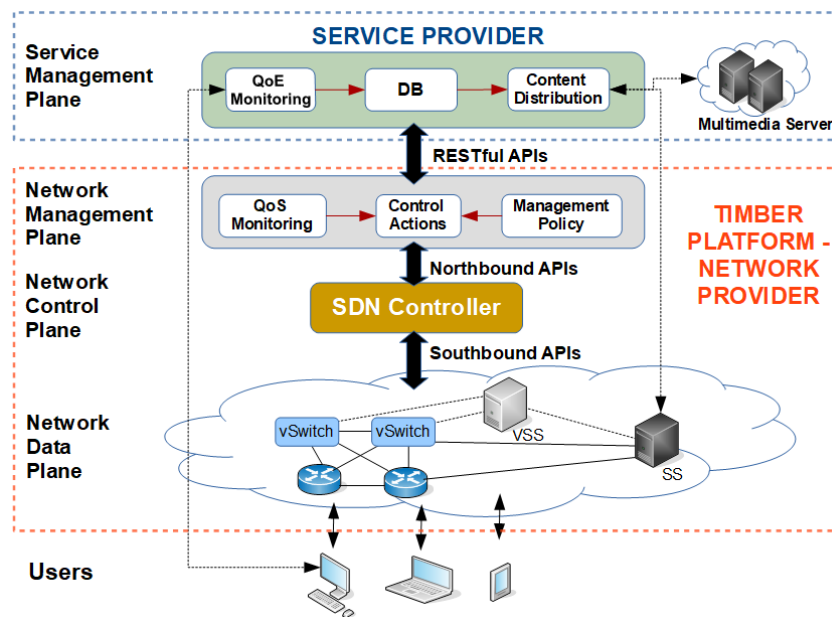 SERVICE PROVIDER
Service
Management
Plane
QoE
Monitoring
DB
Content
Distribution
Multimedia Server
RESTful APIs
Network
Management
Plane
QoS
Monitoring
Control
Actions
Management
Policy
TIMBER
PLATFORM -
NETWORK
PROVIDER
Northbound APIs
Network
Control
Plane
SDN Controller
Southbound APIs
Network
Data
Plane
vSwitch
vSwitch
VSS
SS
Users